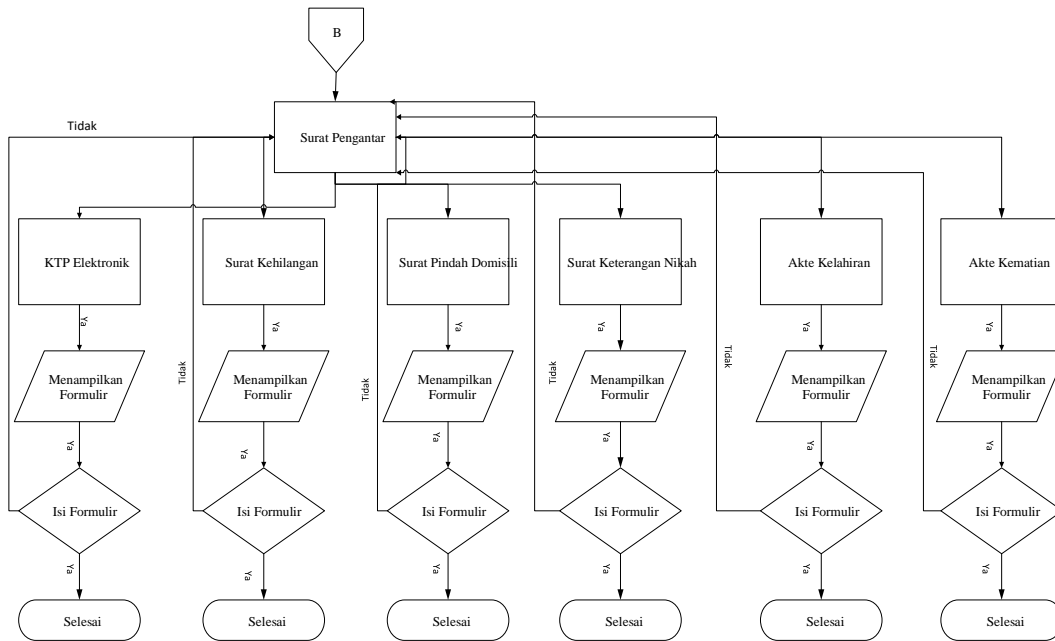 B
Surat Pengantar
Tidak
KTP Elektronik
Surat Kehilangan
Surat Pindah Domisili
Surat Keterangan Nikah
Akte Kelahiran
Akte Kematian
Ya
Ya
Ya
Ya
Ya
Ya
Menampilkan
Formulir
Tidak
Menampilkan
Formulir
Tidak
Menampilkan
Formulir
Tidak
Menampilkan
Formulir
Tidak
Menampilkan
Formulir
Tidak
Menampilkan
Formulir
Ya
Ya
Ya
Ya
Ya
Ya
Isi Formulir
Isi Formulir
Isi Formulir
Isi Formulir
Isi Formulir
Isi Formulir
Ya
Ya
Ya
Ya
Ya
Ya
Selesai
Selesai
Selesai
Selesai
Selesai
Selesai